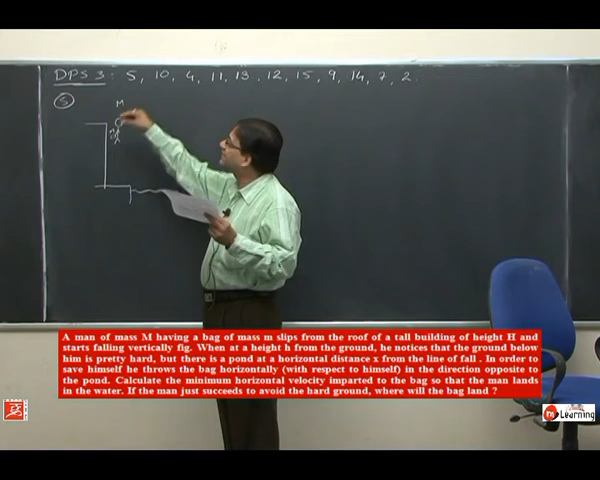 DPS 3 : 5, 10, 4, 11, 13, 12, 15, 9, 14, 7, 2.
5
M
m
A man of mass M having a bag of mass m slips from the roof of a tall building of height H and
starts falling vertically fig. When at a height h from the ground, he notices that the ground below
him is pretty hard, but there is a pond at a horizontal distance x from the line of fall . In order to
save himself he throws the bag horizontally (with respect to himself) in the direction opposite to
the pond. Calculate the minimum horizontal velocity imparted to the bag so that the man lands
in the water. If the man just succeeds to avoid the hard ground, where will the bag land ?
Learning